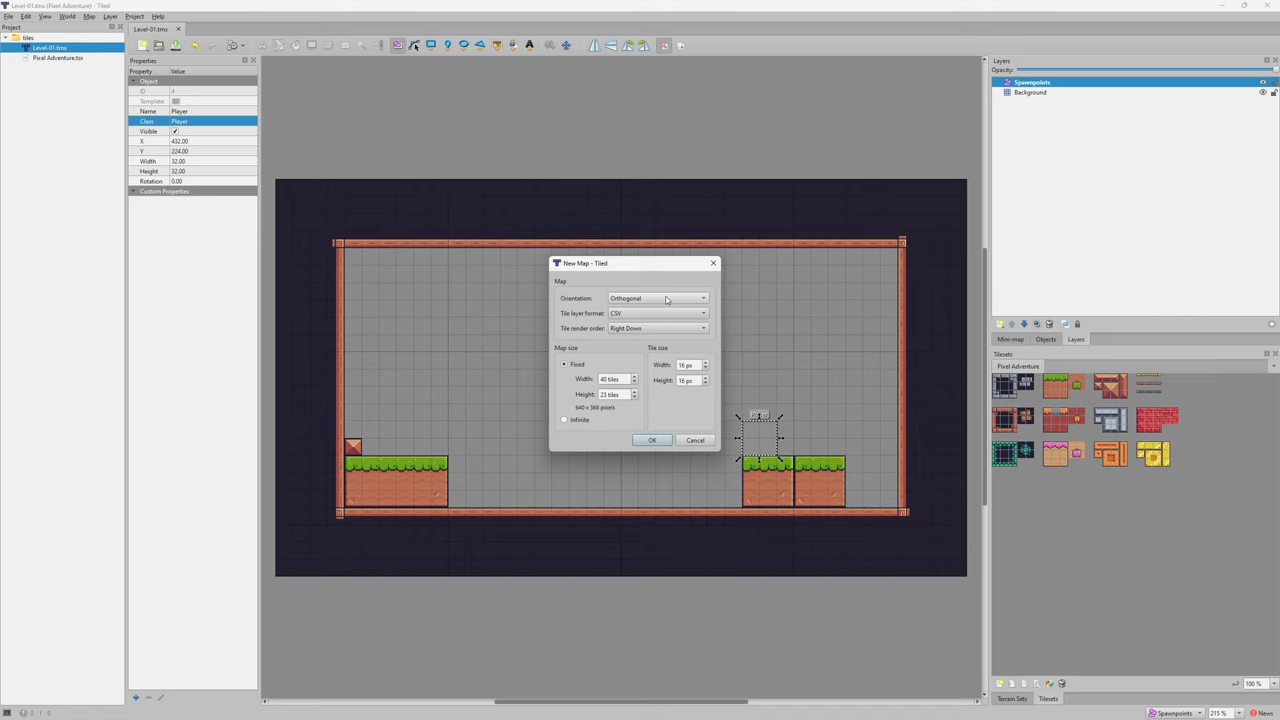 Level-01.tmx (Pixel Adventure) - Tiled
File Edit View World Map Layer Project Help
Project
tiles
Level-01.tmx
Pixel Adventure.tsx
Level-01.tmx
Properties
Property Value
Object
ID 4
Template
Name Player
Class Player
Visible
X 432.00
Y 224.00
Width 32.00
Height 32.00
Rotation 0.00
Custom Properties
New Map - Tiled
Map
Orientation: Orthogonal
Tile layer format: CSV
Tile render order: Right Down
Map size Tile size
Fixed
Width: 40 tiles
Height: 23 tiles
640 x 368 pixels
Infinite
Width: 16 px
Height: 16 px
OK Cancel
Layers
Opacity:
Spawnpoints
Background
Mini-map Objects Layers
Tilesets
Pixel Adventure
100 %
Terrain Sets Tilesets
0 0
Spawnpoints 215 % News